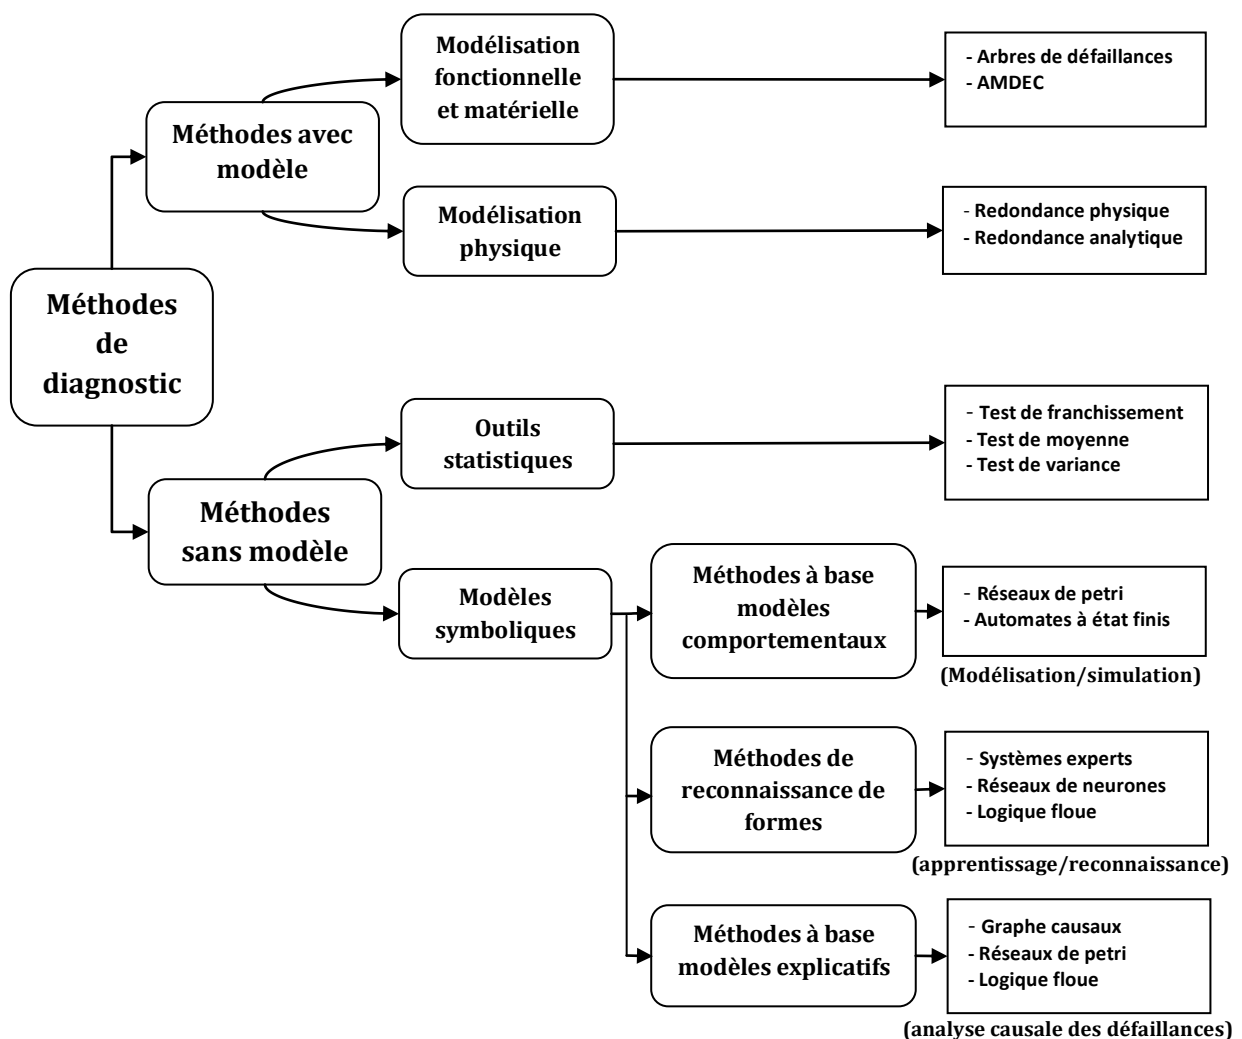 Modélisation
fonctionnelle
et matérielle
- Arbres de défaillances
- AMDEC
Méthodes avec
modèle
Modélisation
physique
- Redondance physique
- Redondance analytique
Méthodes
de
diagnostic
Outils
statistiques
- Test de franchissement
- Test de moyenne
- Test de variance
Méthodes
sans modèle
Modèles
symboliques
Méthodes à base
modèles
comportementaux
- Réseaux de petri
- Automates à état finis
(Modélisation/simulation)
Méthodes de
reconnaissance de
formes
- Systèmes experts
- Réseaux de neurones
- Logique floue
(apprentissage/reconnaissance)
Méthodes à base
modèles explicatifs
- Graphe causaux
- Réseaux de petri
- Logique floue
(analyse causale des défaillances)